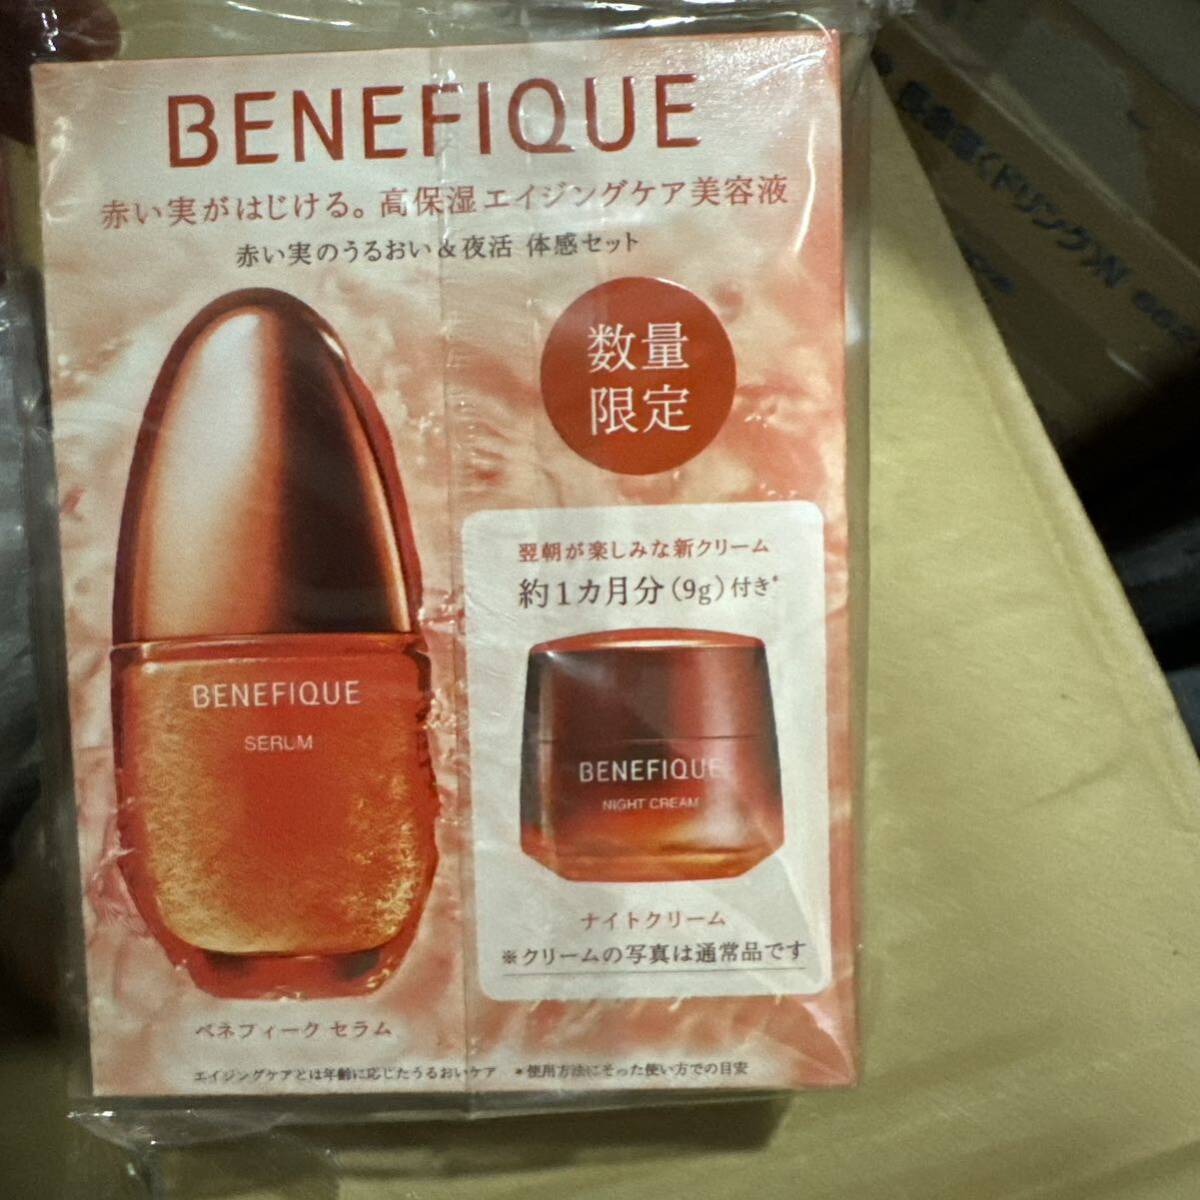 BENEFIQUE
赤い実がはじける。高保湿エイジングケア美容液
赤い実のうるおい&夜活 体感セット
数量
限定
翌朝が楽しみな新クリーム
約1カ月分(9g)付き*
BENEFIQUE
SERUM
BENEFIQUE
NIGHT CREAM
ナイトクリーム
※クリームの写真は通常品です
ベネフィーク セラム
エイジングケアとは年齢に応じたうるおいケア *使用方法にそった使い方での目安
〈ドリンク〉N